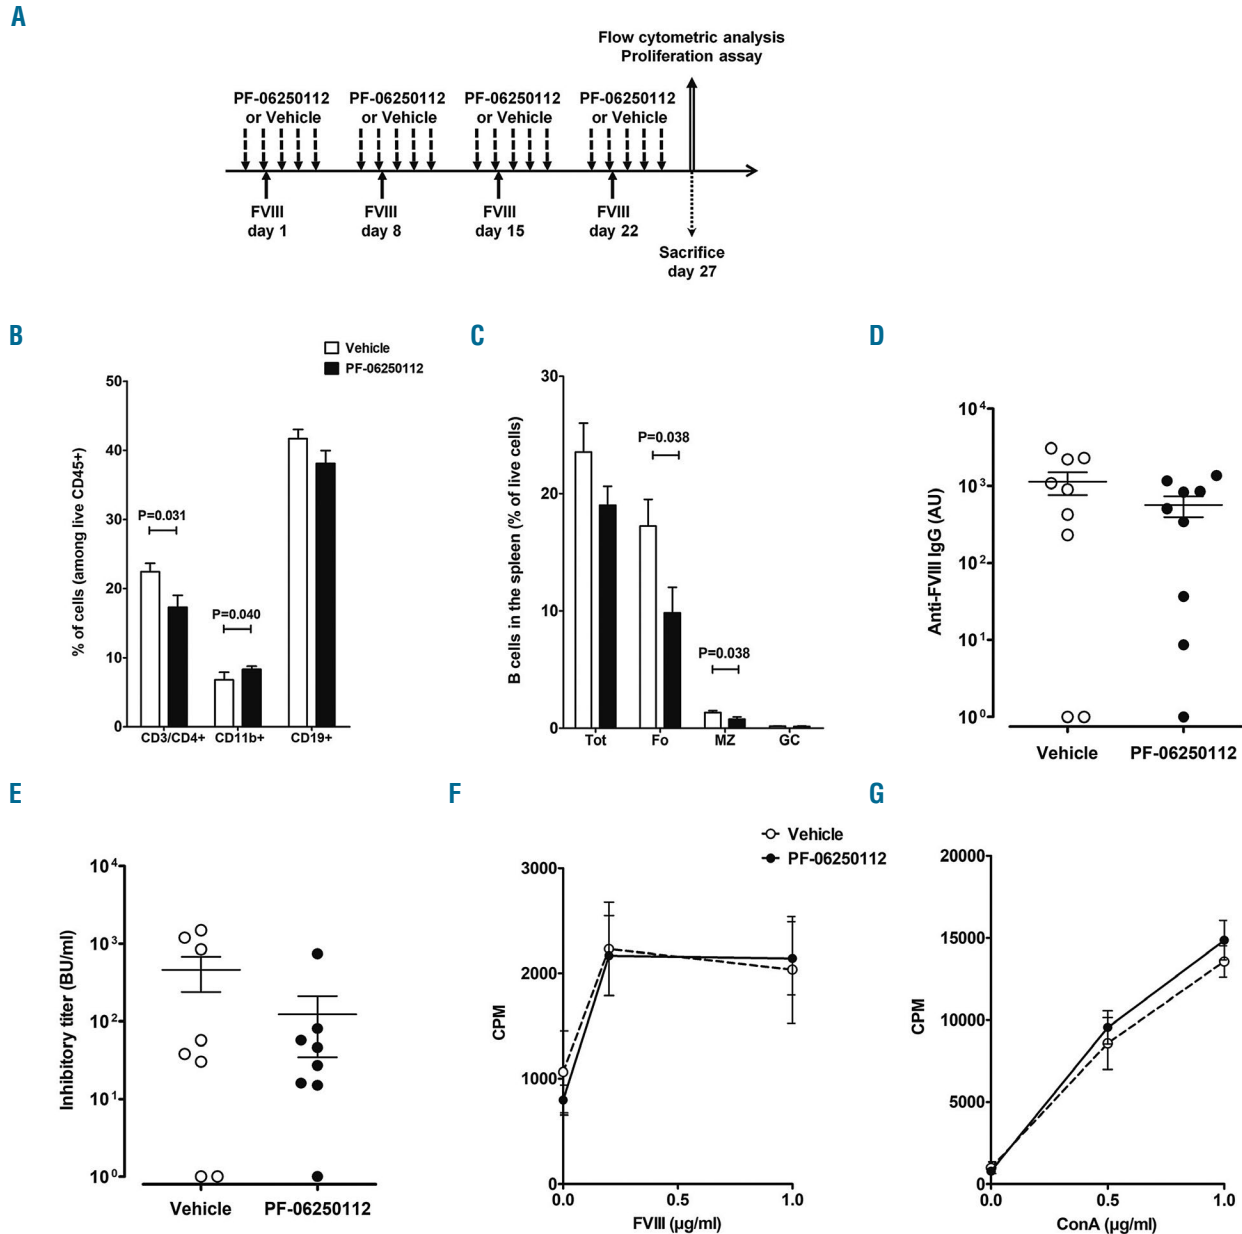 A
Flow cytometric analysis
Proliferation assay
PF-06250112 PF-06250112 PF-06250112 PF-06250112
or Vehicle or Vehicle or Vehicle or Vehicle
FVIII FVIII FVIII FVIII
day 1 day 8 day 15 day 22
Sacrifice
day 27
B
Vehicle
PF-06250112
% of cells (among live CD45+)
50
40
30
20
10
0
P=0.031
P=0.040
CD3/CD4+ CD11b+ CD19+
C
B cells in the spleen (% of live cells)
30
20
10
0
P=0.038
P=0.038
Tot Fo MZ GC
D
Anti-FVIII IgG (AU)
10⁴
10³
10²
10¹
10⁰
Vehicle PF-06250112
E
Inhibitory titer (BU/ml)
10⁴
10³
10²
10¹
10⁰
Vehicle PF-06250112
F
Vehicle
PF-06250112
CPM
3000
2000
1000
0
0.0 0.5 1.0
FVIII (µg/ml)
G
CPM
20000
15000
10000
5000
0
0.0 0.5 1.0
ConA (µg/ml)